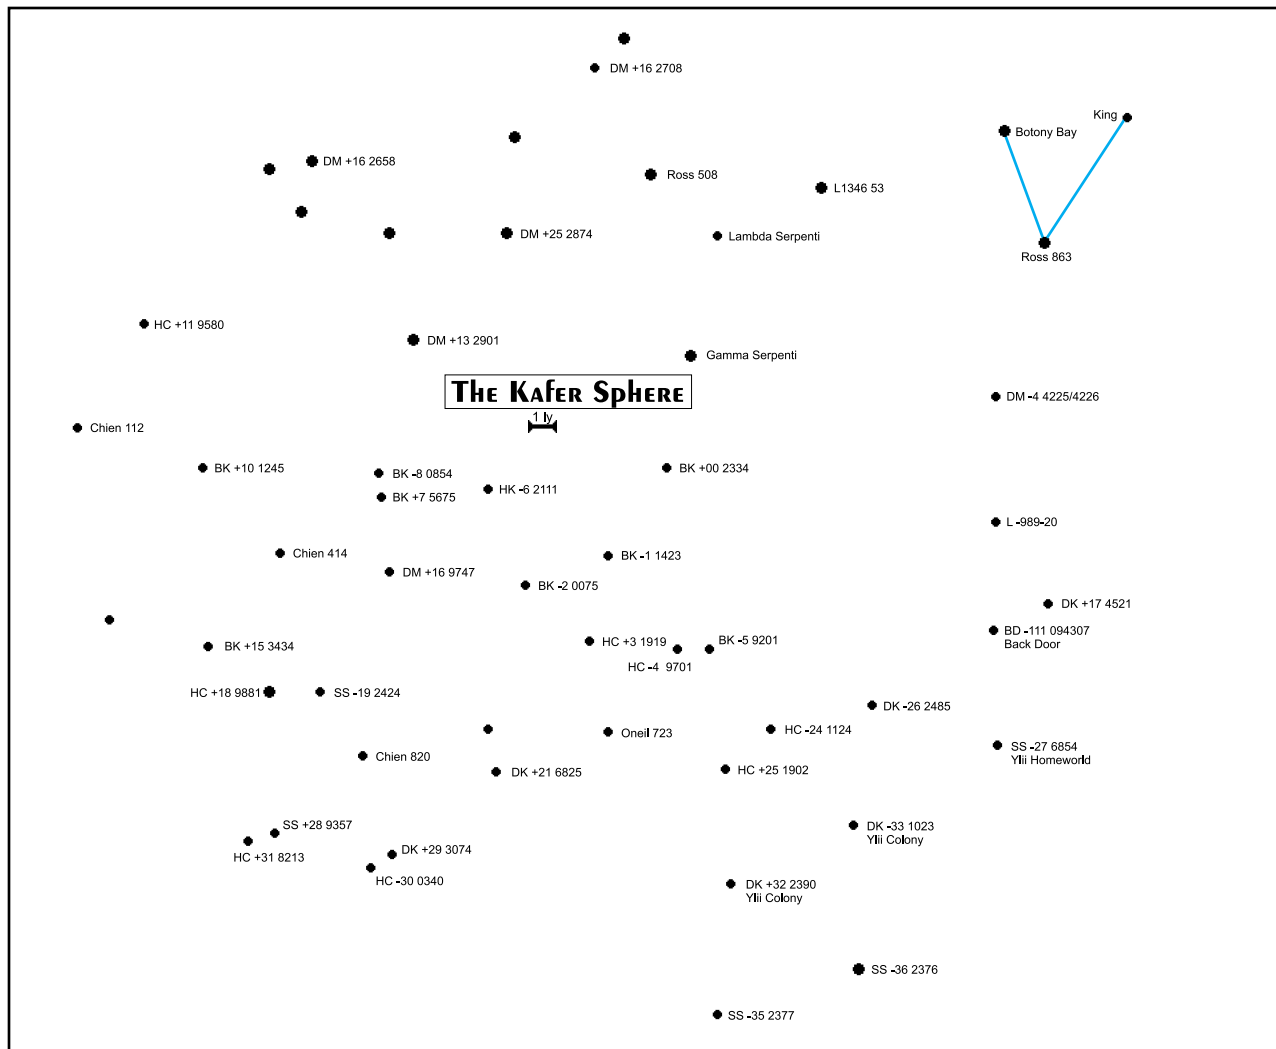 DM +16 2708
King
Botony Bay
DM +16 2658
Ross 508
L1346 53
DM +25 2874
Lambda Serpenti
Ross 863
HC +11 9580
DM +13 2901
Gamma Serpenti
The Kafer Sphere
1 ly
DM -4 4225/4226
Chien 112
BK +10 1245
BK -8 0854
BK +00 2334
HK -6 2111
BK +7 5675
L -989-20
Chien 414
BK -1 1423
DM +16 9747
BK -2 0075
DK +17 4521
BD -111 094307
Back Door
BK +15 3434
HC +3 1919
BK -5 9201
HC -4 9701
HC +18 9881
SS -19 2424
DK -26 2485
Oneil 723
HC -24 1124
SS -27 6854
Ylii Homeworld
Chien 820
DK +21 6825
HC +25 1902
SS +28 9357
DK -33 1023
Ylii Colony
HC +31 8213
DK +29 3074
HC -30 0340
DK +32 2390
Ylii Colony
SS -36 2376
SS -35 2377